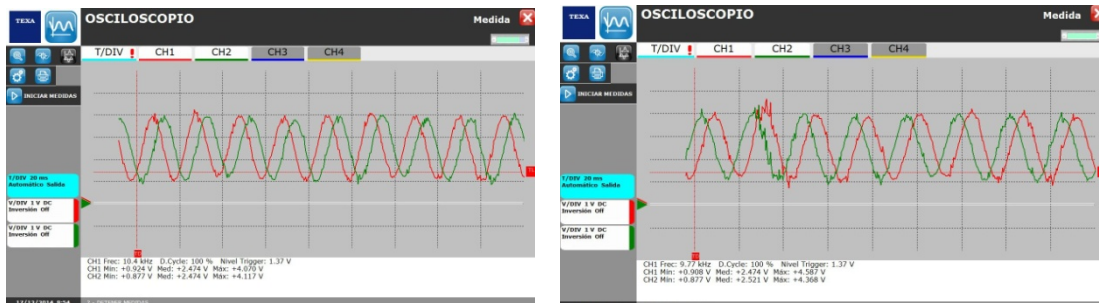 TEXA
OSCILOSCOPIO
Medida
T/DIV
CH1
CH2
CH3
CH4
INICIAR MEDIDAS
T/DIV 20 ms
Automático Salida
V/DIV 1 V DC
Inversión Off
V/DIV 1 V DC
Inversión Off
CH1 Frec: 10.4 kHz D.Cycle: 100 % Nivel Trigger: 1.37 V
CH1 Min: +0.924 V Med: +2.474 V Máx: +4.070 V
CH2 Min: +0.877 V Med: +2.474 V Máx: +4.117 V
TEXA
OSCILOSCOPIO
Medida
T/DIV
CH1
CH2
CH3
CH4
INICIAR MEDIDAS
T/DIV 20 ms
Automático Salida
V/DIV 1 V DC
Inversión Off
V/DIV 1 V DC
Inversión Off
CH1 Frec: 9.77 kHz D.Cycle: 100 % Nivel Trigger: 1.37 V
CH1 Min: +0.908 V Med: +2.474 V Máx: +4.587 V
CH2 Min: +0.877 V Med: +2.521 V Máx: +4.368 V